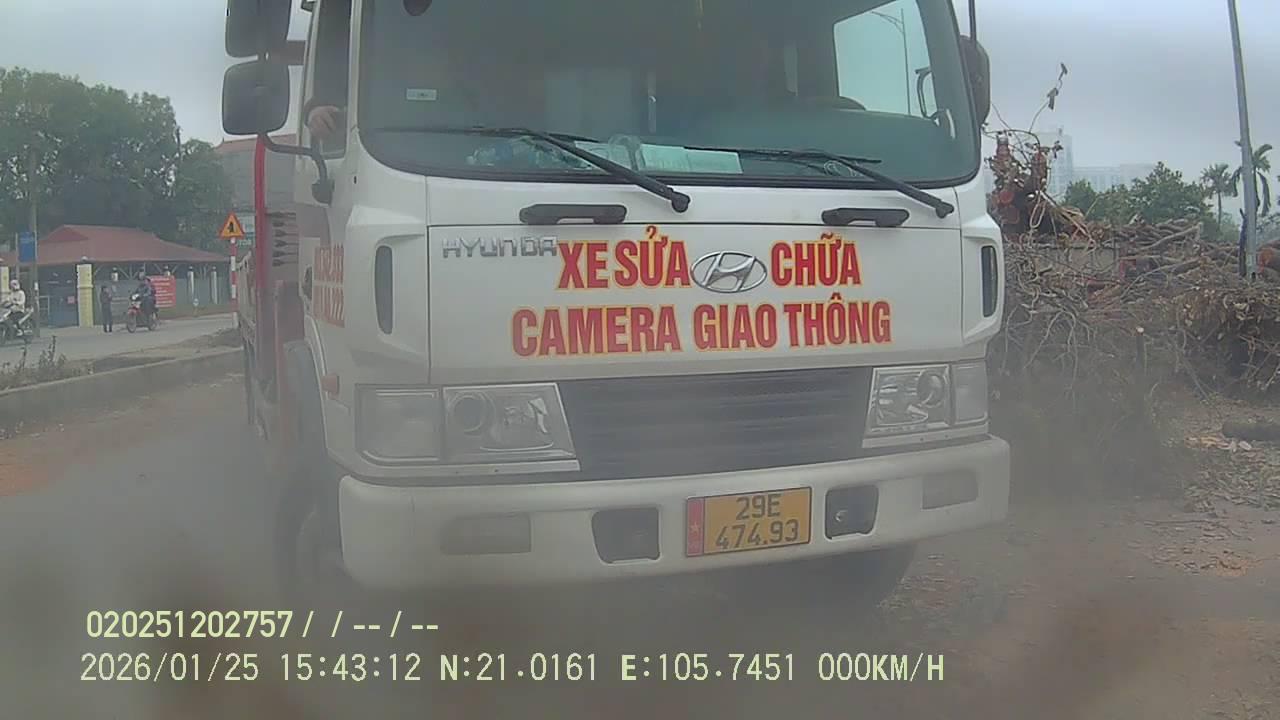 HYUNDAI
XE SỬA CHỮA
CAMERA GIAO THÔNG
29E
474.93
020251202757 / / -- / --
2026/01/25 15:43:12 N:21.0161 E:105.7451 000KM/H